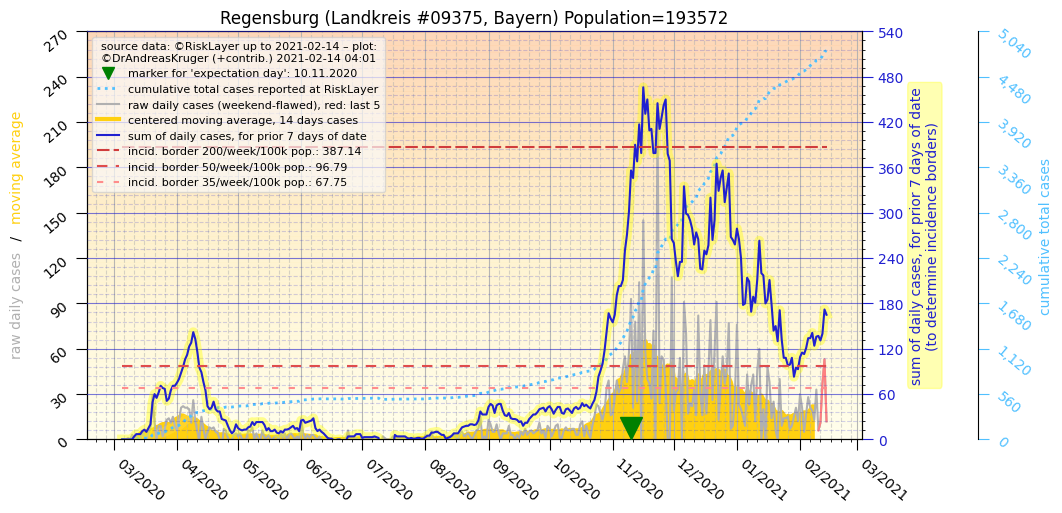 Regensburg (Landkreis #09375, Bayern) Population=193572
source data: ©RiskLayer up to 2021-02-14 – plot:
©DrAndreasKruger (+contrib.) 2021-02-14 04:01
marker for 'expectation day': 10.11.2020
cumulative total cases reported at RiskLayer
raw daily cases (weekend-flawed), red: last 5
centered moving average, 14 days cases
sum of daily cases, for prior 7 days of date
incid. border 200/week/100k pop.: 387.14
incid. border 50/week/100k pop.: 96.79
incid. border 35/week/100k pop.: 67.75
raw daily cases / moving average
270
240
210
180
150
120
90
60
30
0
03/2020
04/2020
05/2020
06/2020
07/2020
08/2020
09/2020
10/2020
11/2020
12/2020
01/2021
02/2021
03/2021
540
480
420
360
300
240
180
120
60
0
sum of daily cases, for prior 7 days of date
(to determine incidence borders)
5,040
4,480
3,920
3,360
2,800
2,240
1,680
1,120
560
0
cumulative total cases